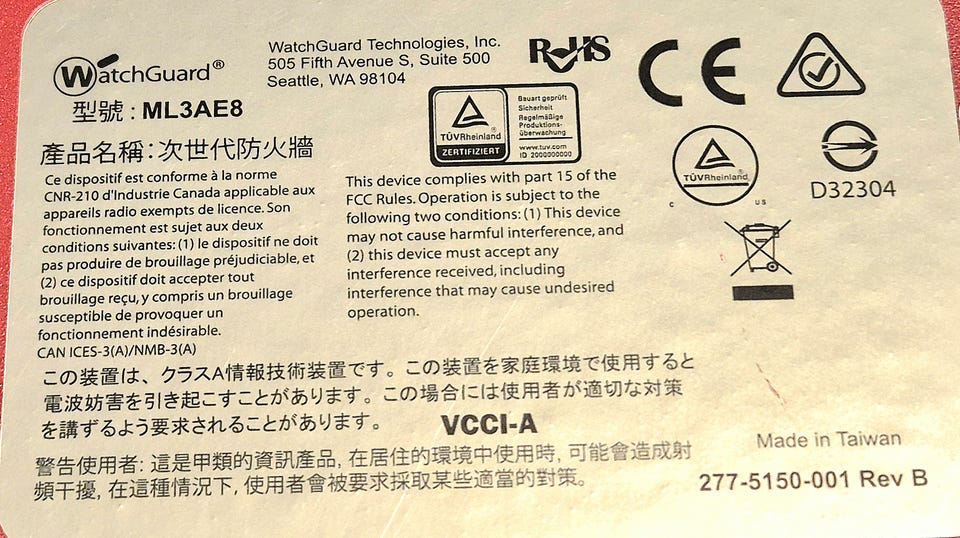 WatchGuard®
WatchGuard Technologies, Inc.
505 Fifth Avenue S, Suite 500
Seattle, WA 98104
RoHS
CE
型號 : ML3AE8
產品名稱: 次世代防火牆
TÜVRheinland
ZERTIFIZIERT
Bauart geprüft
Sicherheit
Regelmäßige
Produktions-
überwachung
www.tuv.com
ID 2000000000
TÜVRheinland
C US
D32304
Ce dispositif est conforme à la norme
CNR-210 d'Industrie Canada applicable aux
appareils radio exempts de licence. Son
fonctionnement est sujet aux deux
conditions suivantes: (1) le dispositif ne doit
pas produire de brouillage préjudiciable, et
(2) ce dispositif doit accepter tout
brouillage reçu, y compris un brouillage
susceptible de provoquer un
fonctionnement indésirable.
CAN ICES-3(A)/NMB-3(A)
This device complies with part 15 of the
FCC Rules. Operation is subject to the
following two conditions: (1) This device
may not cause harmful interference, and
(2) this device must accept any
interference received, including
interference that may cause undesired
operation.
この装置は、クラスA情報技術装置です。この装置を家庭環境で使用すると
電波妨害を引き起こすことがあります。この場合には使用者が適切な対策
を講ずるよう要求されることがあります。 VCCI-A
警告使用者: 這是甲類的資訊產品, 在居住的環境中使用時, 可能會造成射
頻干擾, 在這種情況下, 使用者會被要求採取某些適當的對策。
Made in Taiwan
277-5150-001 Rev B